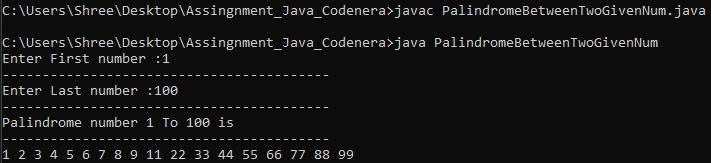 C:\Users\Shree\Desktop\Assingnment_Java_Codenera>javac PalindromeBetweenTwoGivenNum.java
C:\Users\Shree\Desktop\Assingnment_Java_Codenera>java PalindromeBetweenTwoGivenNum
Enter First number :1
---------------------------------------
Enter Last number :100
---------------------------------------
Palindrome number 1 To 100 is
---------------------------------------
1 2 3 4 5 6 7 8 9 11 22 33 44 55 66 77 88 99